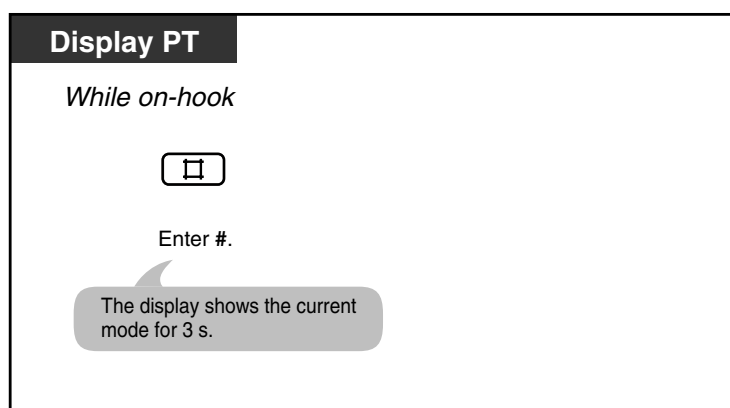 Display PT
While on-hook
#
Enter #.
The display shows the current
mode for 3 s.